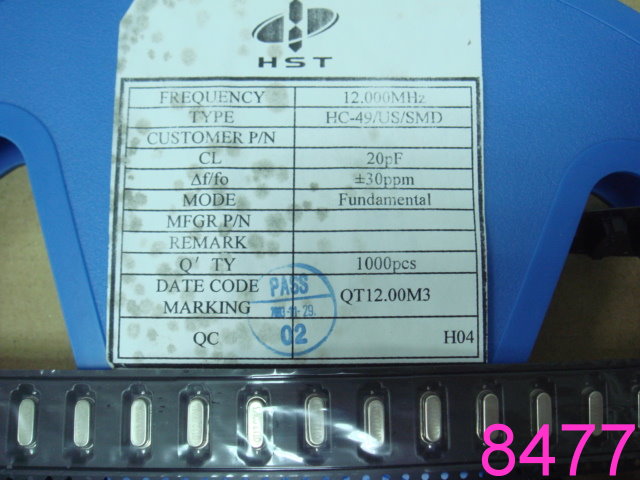 HST
FREQUENCY 12.000MHz
TYPE HC-49/US/SMD
CUSTOMER P/N
CL 20pF
Δf/fo ±30ppm
MODE Fundamental
MFGR P/N
REMARK
Q' TY 1000pcs
DATE CODE
MARKING QT12.00M3
PASS
02
QC H04
8477